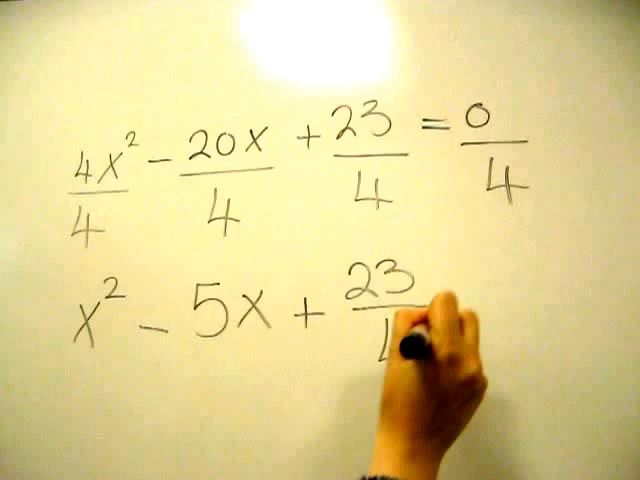 4x²/4 - 20x/4 + 23/4 = 0/4
x² - 5x + 23/